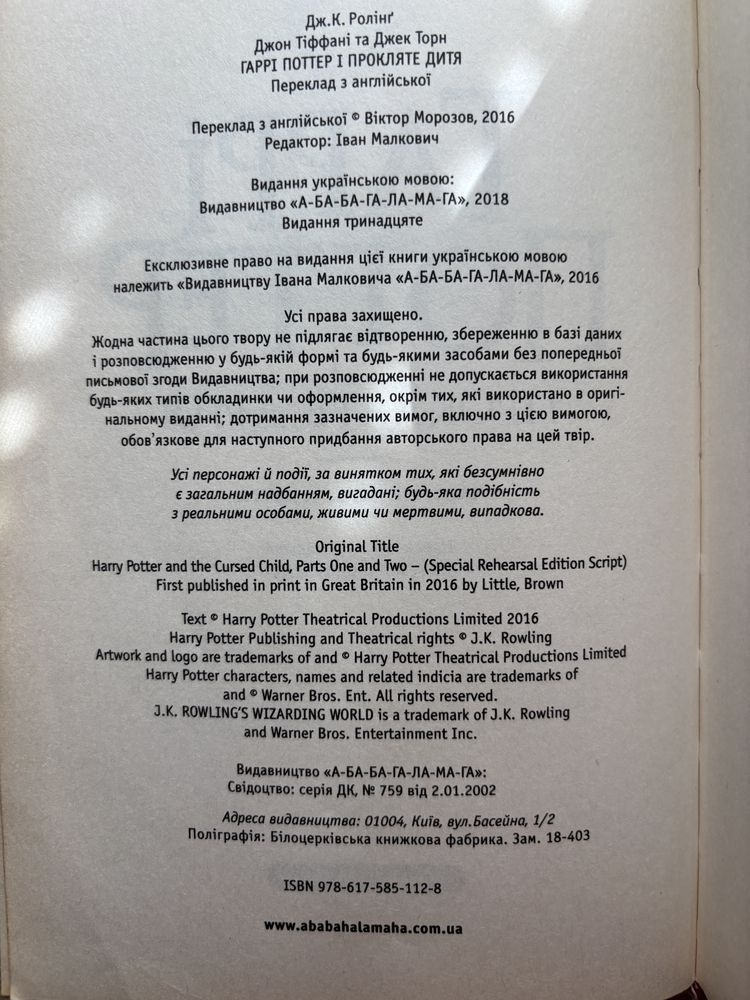 Дж.К. Ролінґ
Джон Тіффані та Джек Торн
ГАРРІ ПОТТЕР І ПРОКЛЯТЕ ДИТЯ
Переклад з англійської
Переклад з англійської © Віктор Морозов, 2016
Редактор: Іван Малкович
Видання українською мовою:
Видавництво «А-БА-БА-ГА-ЛА-МА-ГА», 2018
Видання тринадцяте
Ексклюзивне право на видання цієї книги українською мовою
належить «Видавництву Івана Малковича «А-БА-БА-ГА-ЛА-МА-ГА», 2016
Усі права захищено.
Жодна частина цього твору не підлягає відтворенню, збереженню в базі даних
і розповсюдженню у будь-якій формі та будь-якими засобами без попередньої
письмової згоди Видавництва; при розповсюдженні не допускається використання
будь-яких типів обкладинки чи оформлення, окрім тих, які використано в оригі-
нальному виданні; дотримання зазначених вимог, включно з цією вимогою,
обов'язкове для наступного придбання авторського права на цей твір.
Усі персонажі й події, за винятком тих, які безсумнівно
є загальним надбанням, вигадані; будь-яка подібність
з реальними особами, живими чи мертвими, випадкова.
Original Title
Harry Potter and the Cursed Child, Parts One and Two – (Special Rehearsal Edition Script)
First published in print in Great Britain in 2016 by Little, Brown
Text © Harry Potter Theatrical Productions Limited 2016
Harry Potter Publishing and Theatrical rights © J.K. Rowling
Artwork and logo are trademarks of and © Harry Potter Theatrical Productions Limited
Harry Potter characters, names and related indicia are trademarks of
and © Warner Bros. Ent. All rights reserved.
J.K. ROWLING'S WIZARDING WORLD is a trademark of J.K. Rowling
and Warner Bros. Entertainment Inc.
Видавництво «А-БА-БА-ГА-ЛА-МА-ГА»:
Свідоцтво: серія ДК, № 759 від 2.01.2002
Адреса видавництва: 01004, Київ, вул.Басейна, 1/2
Поліграфія: Білоцерківська книжкова фабрика. Зам. 18-403
ISBN 978-617-585-112-8
www.ababahalamaha.com.ua